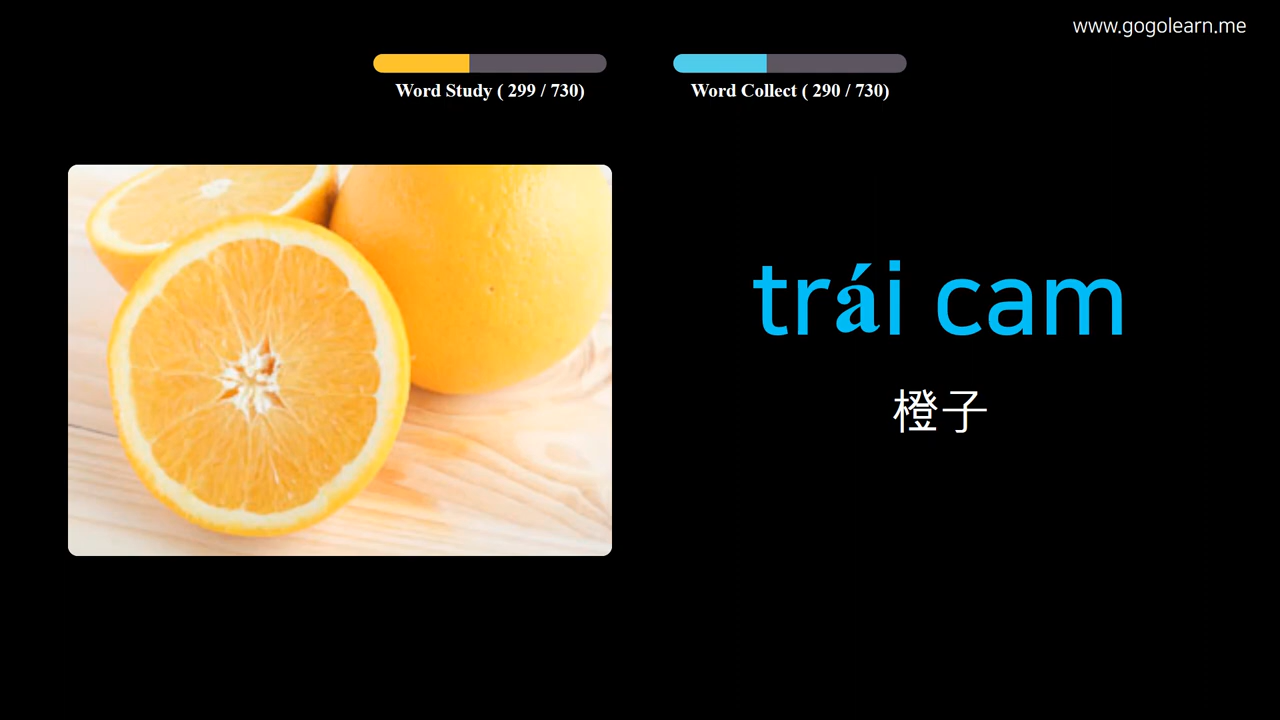 www.gogolearn.me
Word Study ( 299 / 730)
Word Collect ( 290 / 730)
trái cam
橙子